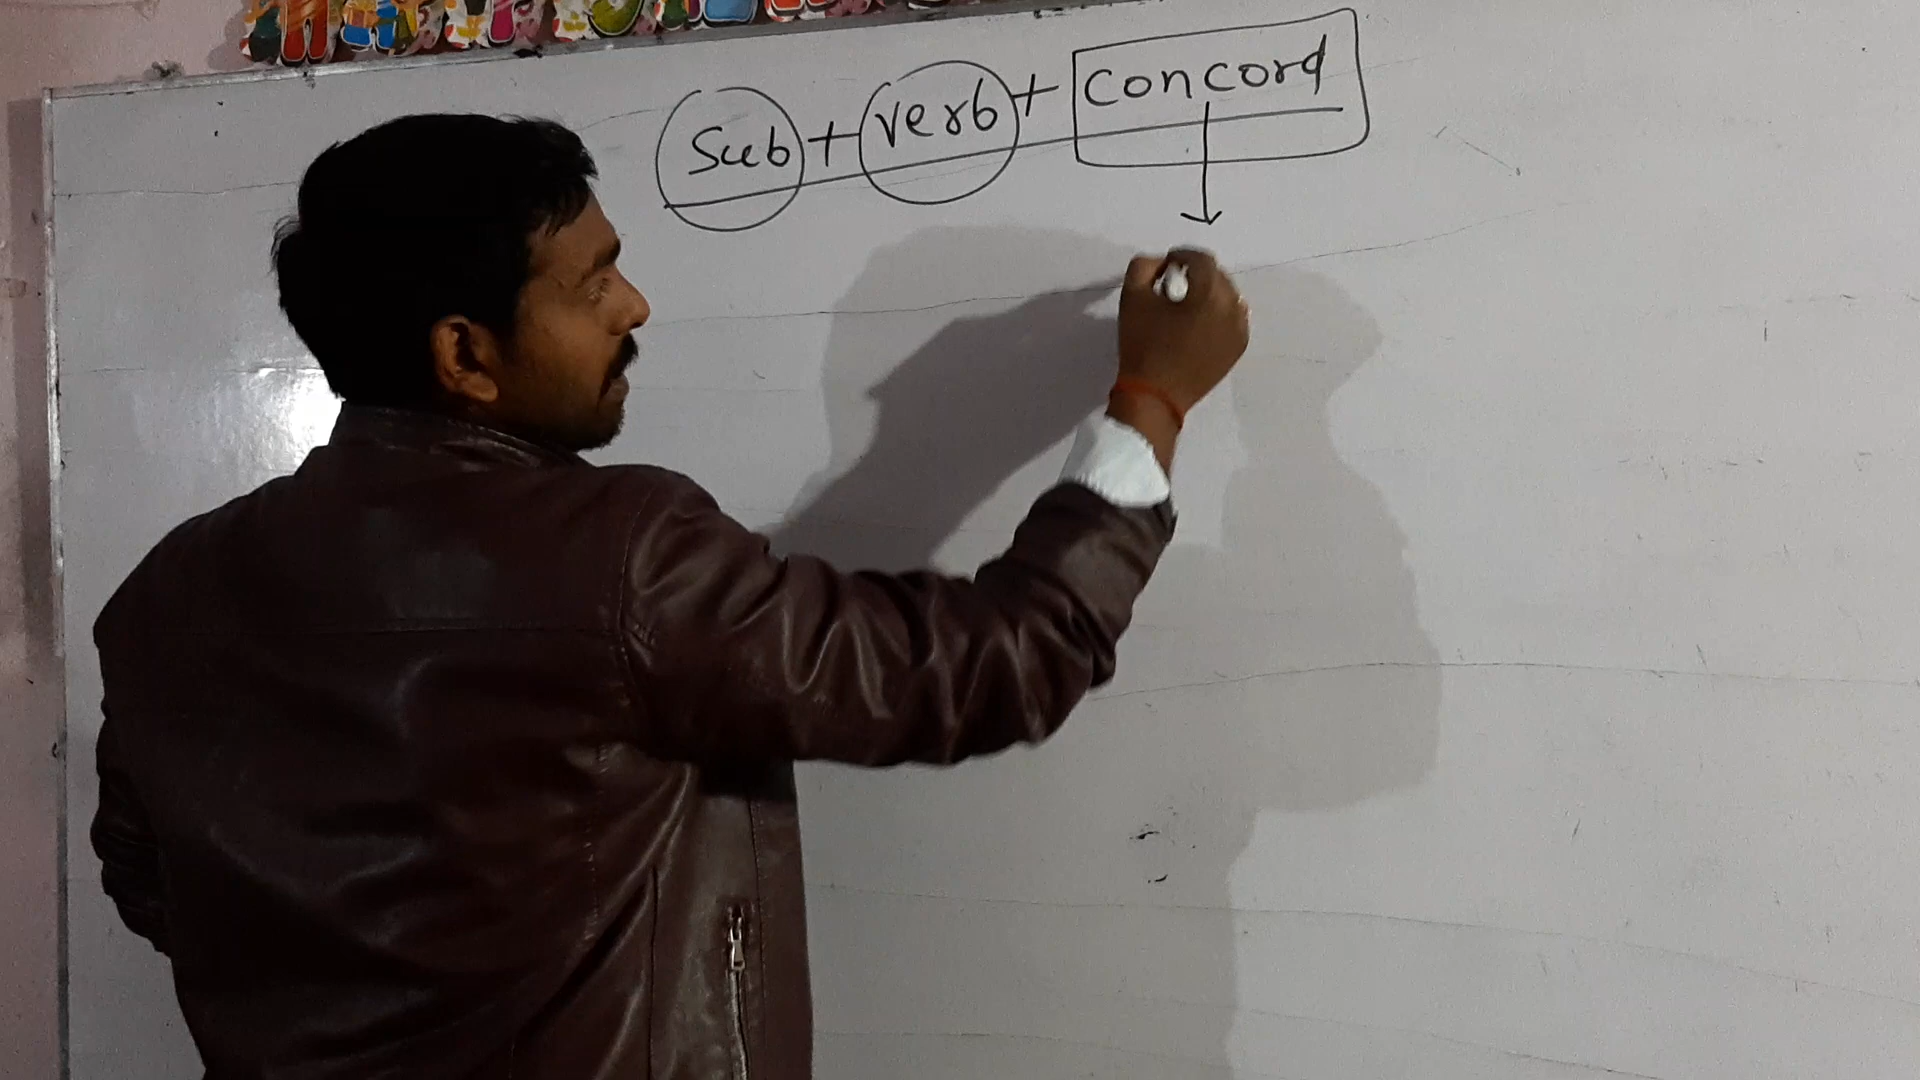 Sub + verb + concord